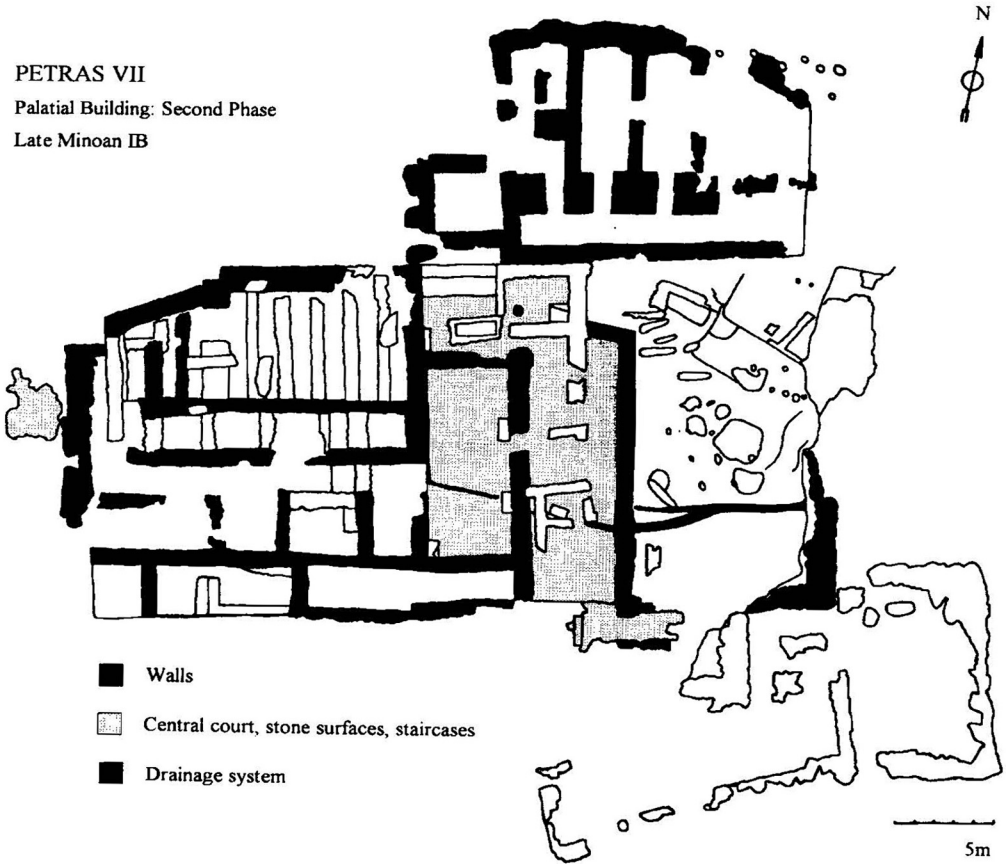 PETRAS VII
Palatial Building: Second Phase
Late Minoan IB
N
Walls
Central court, stone surfaces, staircases
Drainage system
5m